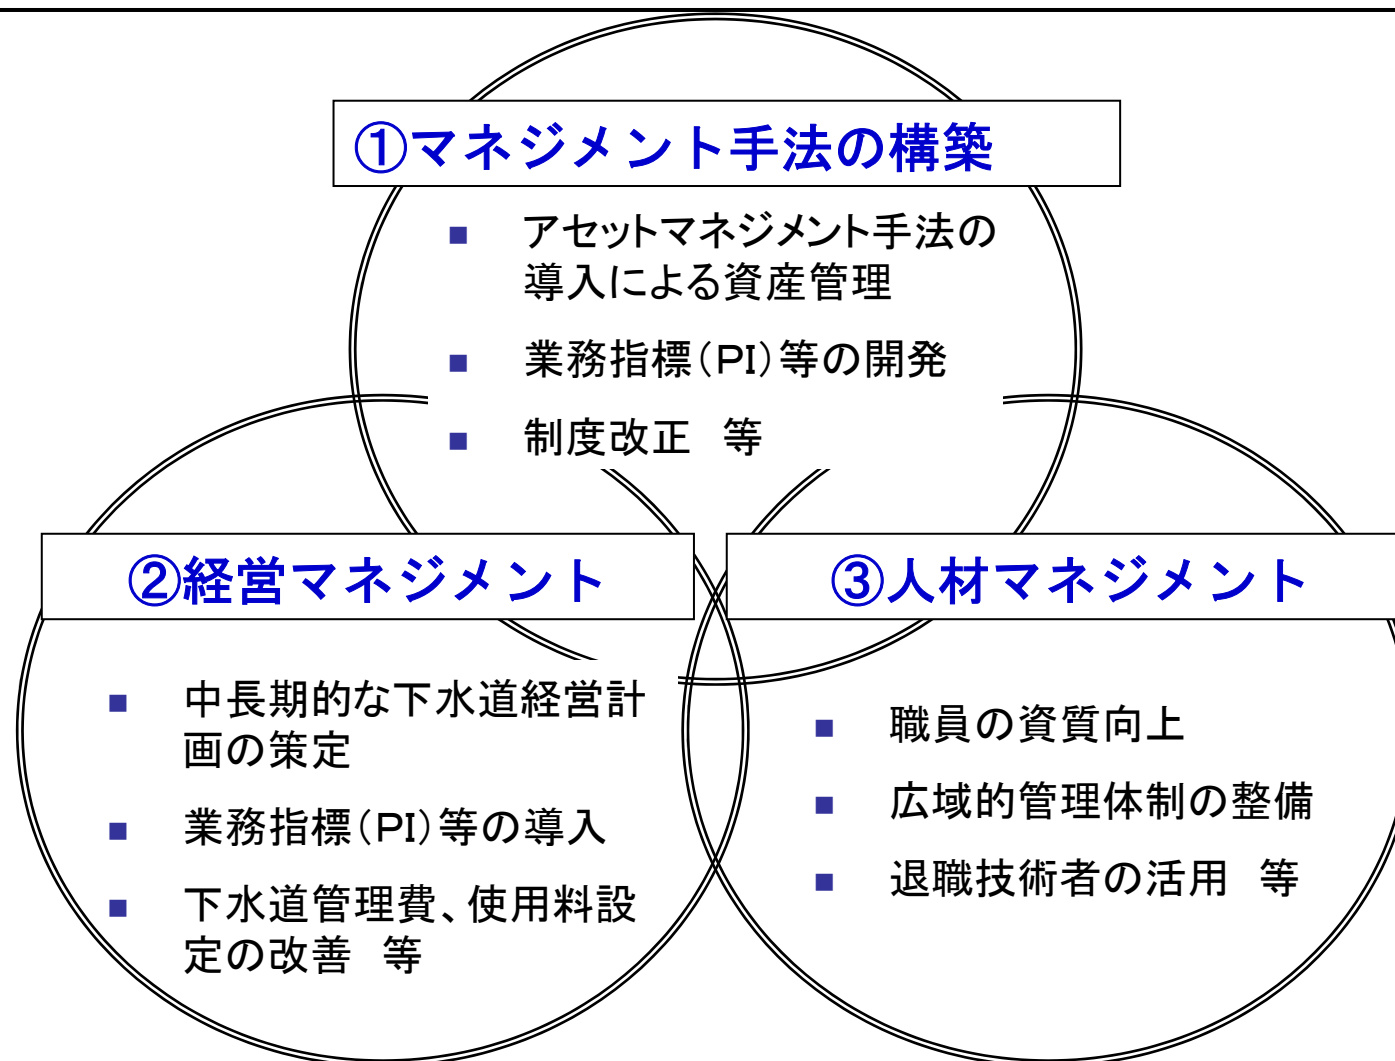 ①マネジメント手法の構築
■ アセットマネジメント手法の
導入による資産管理
■ 業務指標(PI)等の開発
■ 制度改正　等
②経営マネジメント
■ 中長期的な下水道経営計
画の策定
■ 業務指標(PI)等の導入
■ 下水道管理費、使用料設
定の改善　等
③人材マネジメント
■ 職員の資質向上
■ 広域的管理体制の整備
■ 退職技術者の活用　等